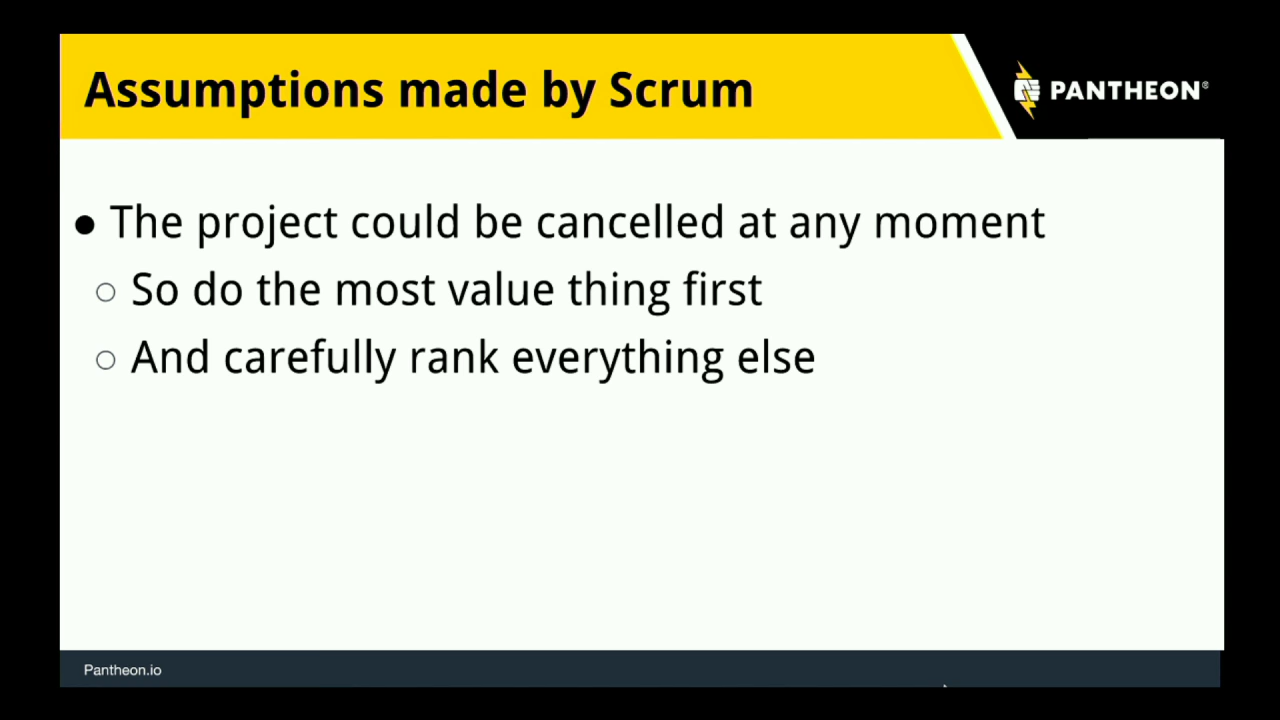 Assumptions made by Scrum
PANTHEON®
● The project could be cancelled at any moment
○ So do the most value thing first
○ And carefully rank everything else
Pantheon.io